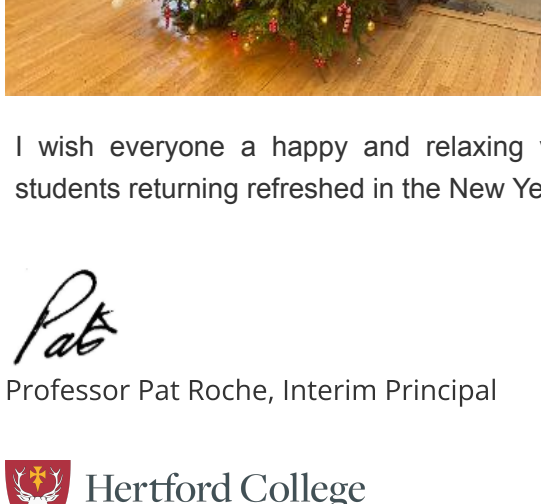 I wish everyone a happy and relaxing
students returning refreshed in the New Ye
Pat
Professor Pat Roche, Interim Principal
Hertford College